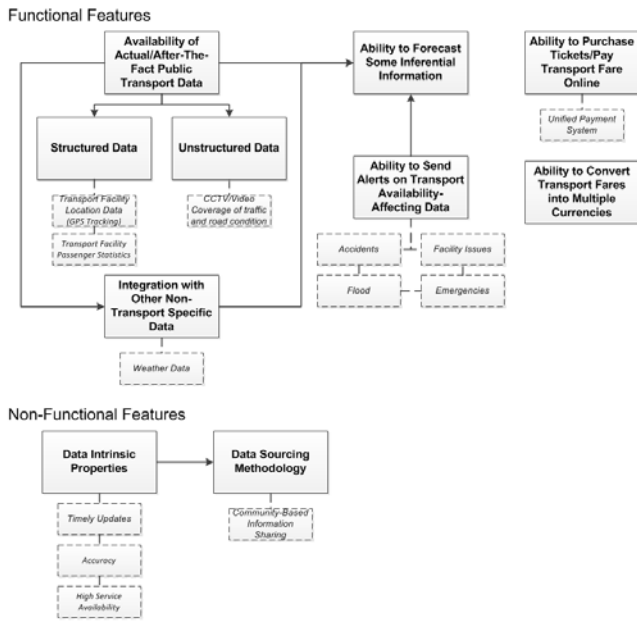 Functional Features
Availability of
Actual/After-The-
Fact Public
Transport Data
Ability to Forecast
Some Inferential
Information
Ability to Purchase
Tickets/Pay
Transport Fare
Online
Unified Payment
System
Structured Data
Unstructured Data
Transport Facility
Location Data
(GPS Tracking)
Transport Facility
Passenger Statistics
CCTV/Video
Coverage of traffic
and road condition
Ability to Send
Alerts on Transport
Availability-
Affecting Data
Accidents
Facility Issues
Flood
Emergencies
Ability to Convert
Transport Fares
into Multiple
Currencies
Integration with
Other Non-
Transport Specific
Data
Weather Data
Non-Functional Features
Data Intrinsic
Properties
Data Sourcing
Methodology
Timely Updates
Accuracy
High Service
Availability
Community-Based
Information
Sharing